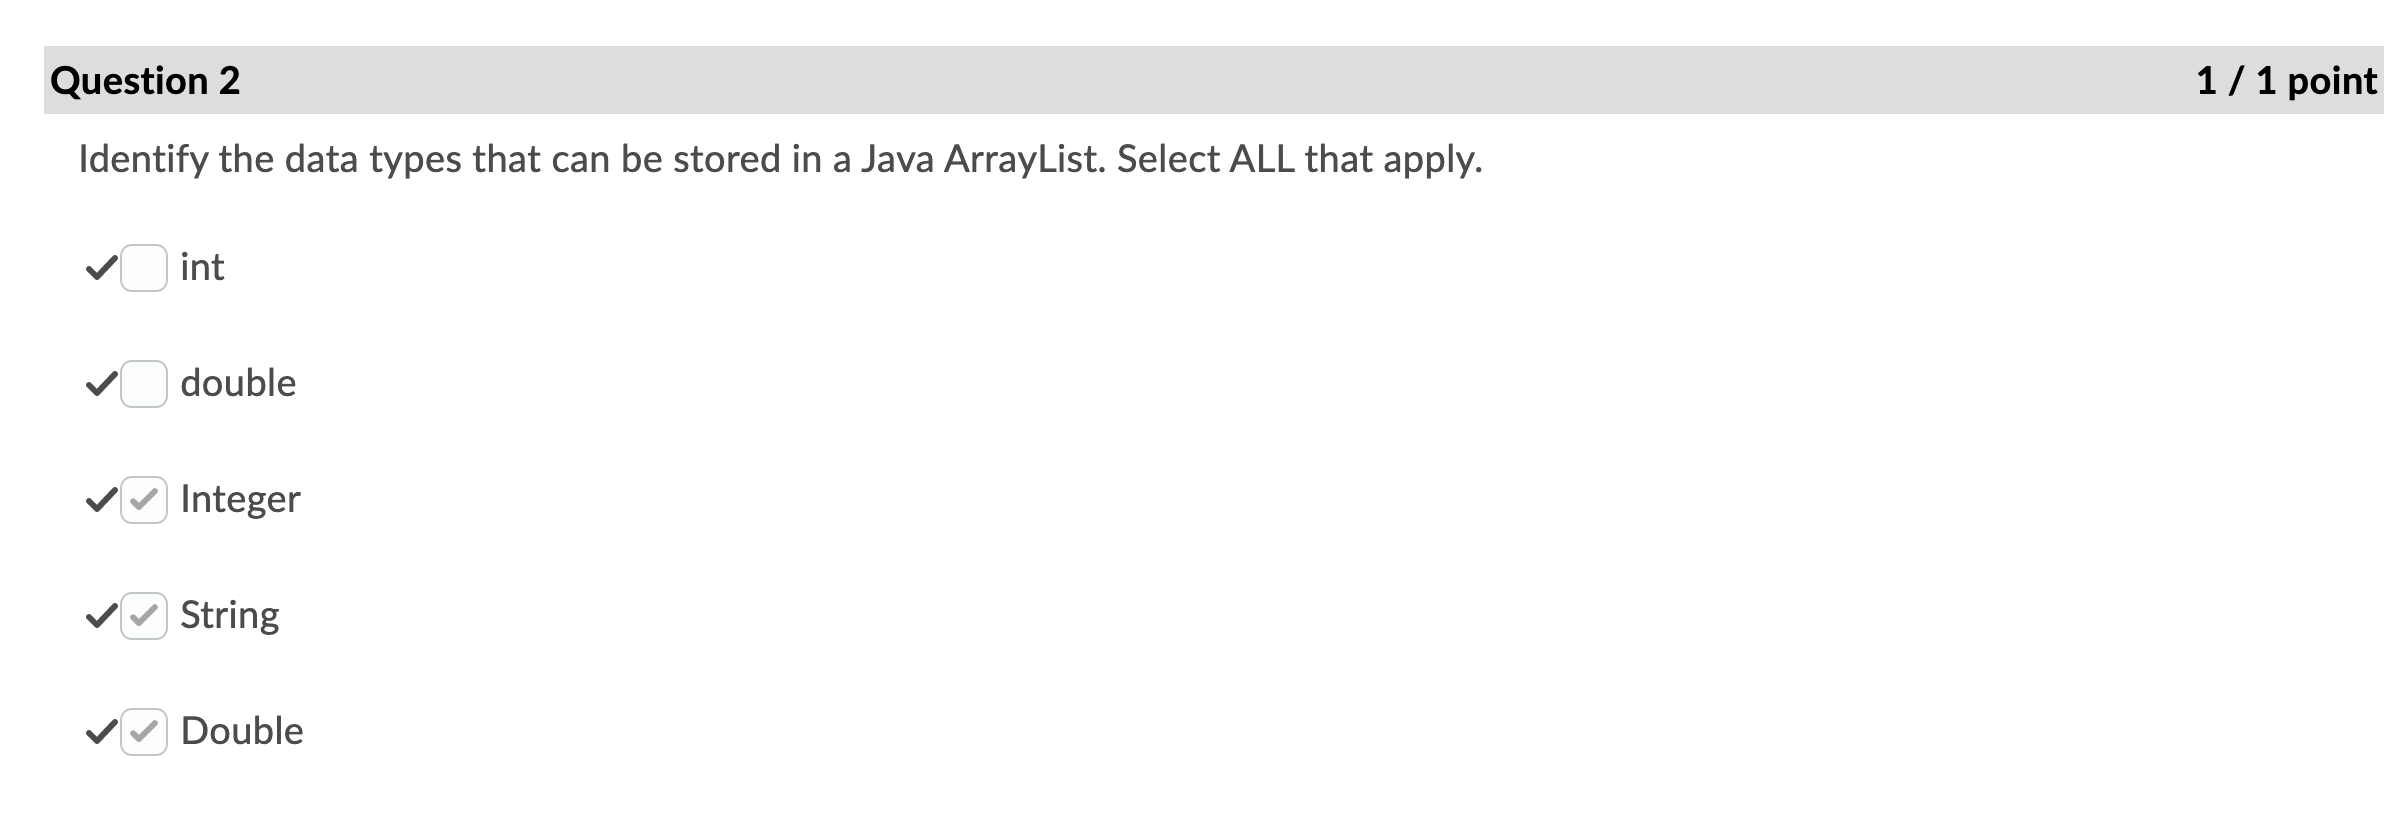 Question 2
1 / 1 point
Identify the data types that can be stored in a Java ArrayList. Select ALL that apply.
int
double
Integer
String
Double